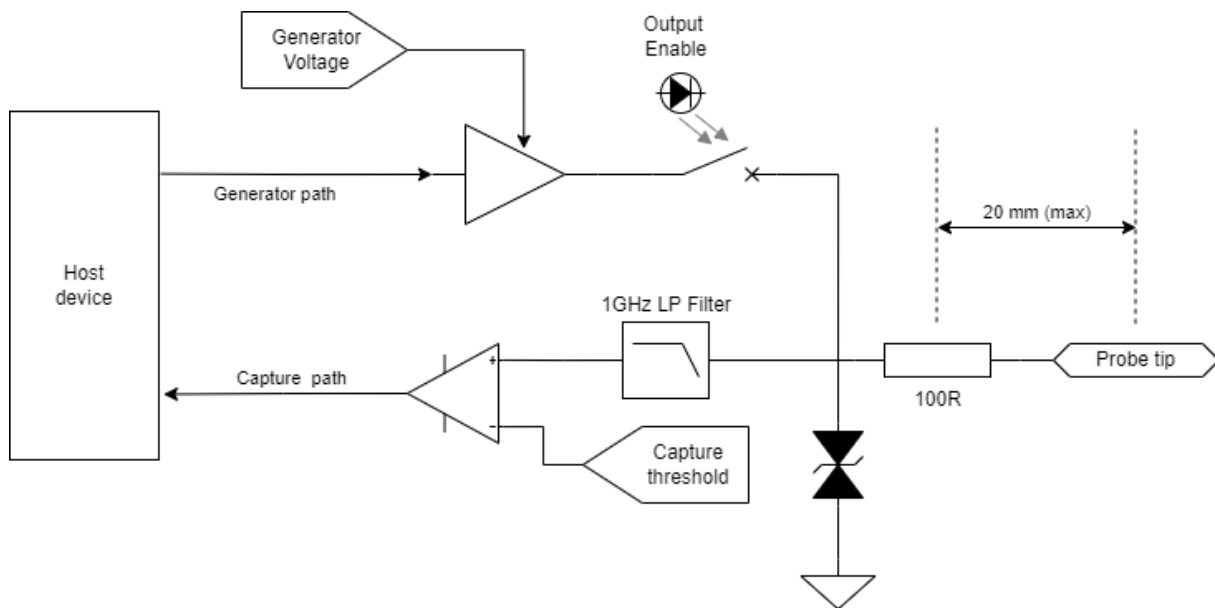 Generator
Voltage
Output
Enable
Generator path
20 mm (max)
Host
device
1GHz LP Filter
+
Probe tip
Capture path
100R
-
Capture
threshold